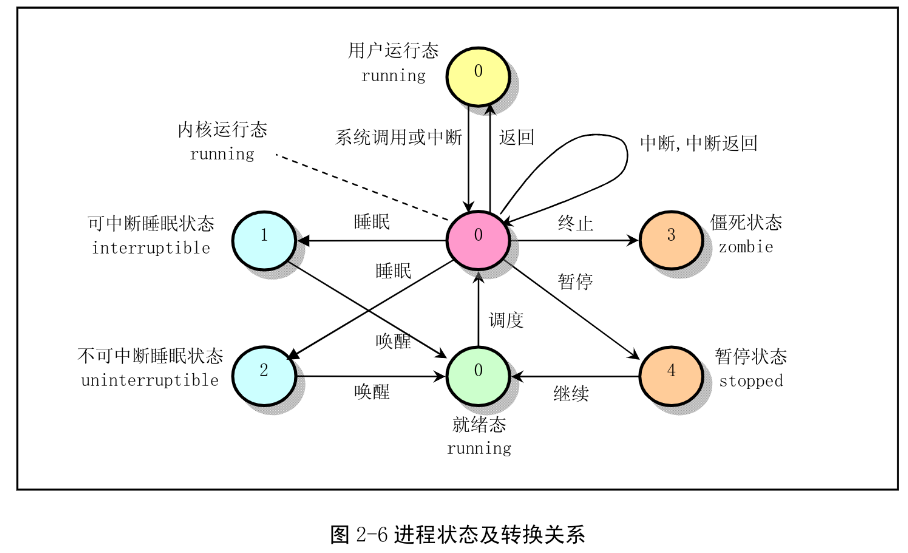 用户运行态
running
0
系统调用或中断
返回
内核运行态
running
中断,中断返回
可中断睡眠状态
interruptible
1
睡眠
0
终止
3
僵死状态
zombie
睡眠
暂停
唤醒
调度
不可中断睡眠状态
uninterruptible
2
唤醒
0
继续
4
暂停状态
stopped
就绪态
running
图 2-6 进程状态及转换关系